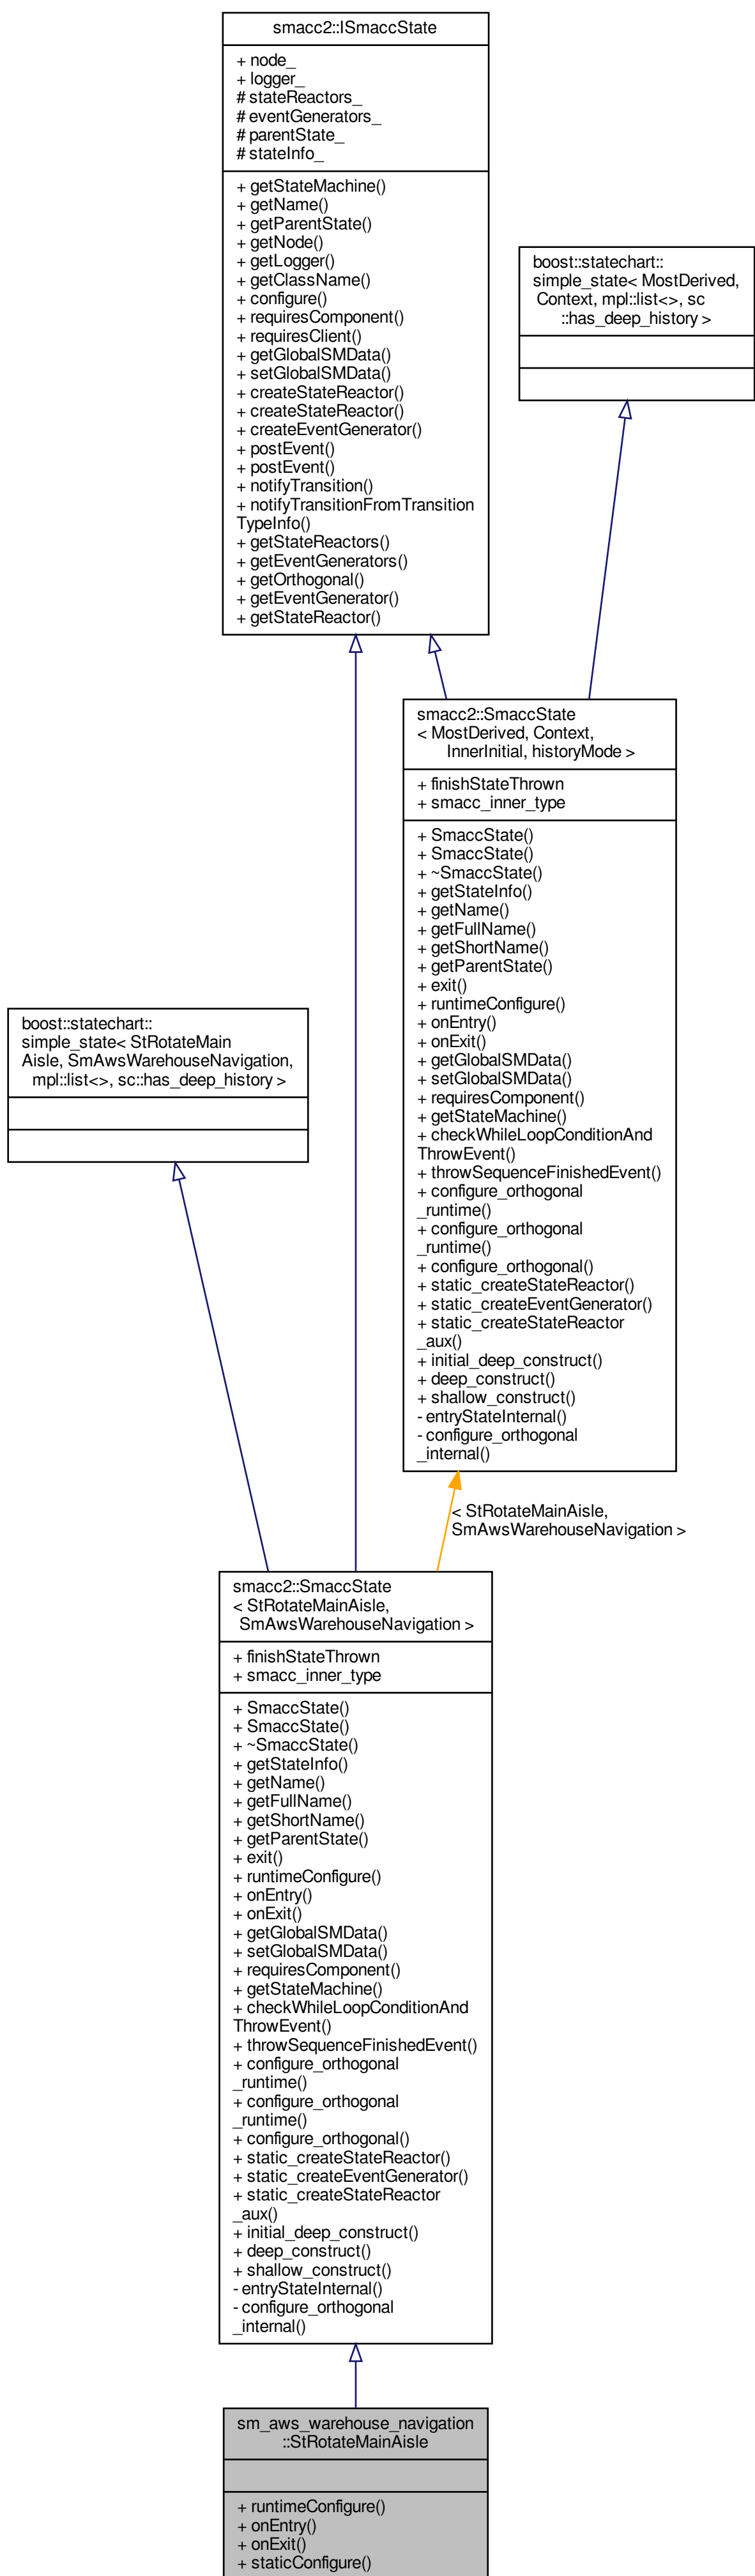 smacc2::ISmaccState
+ node_
+ logger_
# stateReactors_
# eventGenerators_
# parentState_
# stateInfo_
+ getStateMachine()
+ getName()
+ getParentState()
+ getNode()
+ getLogger()
+ getClassName()
+ configure()
+ requiresComponent()
+ requiresClient()
+ getGlobalSMData()
+ setGlobalSMData()
+ createStateReactor()
+ createStateReactor()
+ createEventGenerator()
+ postEvent()
+ postEvent()
+ notifyTransition()
+ notifyTransitionFromTransition
TypeInfo()
+ getStateReactors()
+ getEventGenerators()
+ getOrthogonal()
+ getEventGenerator()
+ getStateReactor()
boost::statechart::
simple_state< MostDerived,
Context, mpl::list<>, sc
::has_deep_history >
smacc2::SmaccState
< MostDerived, Context,
InnerInitial, historyMode >
+ finishStateThrown
+ smacc_inner_type
+ SmaccState()
+ SmaccState()
+ ~SmaccState()
+ getStateInfo()
+ getName()
+ getFullName()
+ getShortName()
+ getParentState()
+ exit()
+ runtimeConfigure()
+ onEntry()
+ onExit()
+ getGlobalSMData()
+ setGlobalSMData()
+ requiresComponent()
+ getStateMachine()
+ checkWhileLoopConditionAnd
ThrowEvent()
+ throwSequenceFinishedEvent()
+ configure_orthogonal
_runtime()
+ configure_orthogonal
_runtime()
+ configure_orthogonal()
+ static_createStateReactor()
+ static_createEventGenerator()
+ static_createStateReactor
_aux()
+ initial_deep_construct()
+ deep_construct()
+ shallow_construct()
- entryStateInternal()
- configure_orthogonal
_internal()
boost::statechart::
simple_state< StRotateMain
Aisle, SmAwsWarehouseNavigation,
mpl::list<>, sc::has_deep_history >
< StRotateMainAisle,
SmAwsWarehouseNavigation >
smacc2::SmaccState
< StRotateMainAisle,
SmAwsWarehouseNavigation >
+ finishStateThrown
+ smacc_inner_type
+ SmaccState()
+ SmaccState()
+ ~SmaccState()
+ getStateInfo()
+ getName()
+ getFullName()
+ getShortName()
+ getParentState()
+ exit()
+ runtimeConfigure()
+ onEntry()
+ onExit()
+ getGlobalSMData()
+ setGlobalSMData()
+ requiresComponent()
+ getStateMachine()
+ checkWhileLoopConditionAnd
ThrowEvent()
+ throwSequenceFinishedEvent()
+ configure_orthogonal
_runtime()
+ configure_orthogonal
_runtime()
+ configure_orthogonal()
+ static_createStateReactor()
+ static_createEventGenerator()
+ static_createStateReactor
_aux()
+ initial_deep_construct()
+ deep_construct()
+ shallow_construct()
- entryStateInternal()
- configure_orthogonal
_internal()
sm_aws_warehouse_navigation
::StRotateMainAisle
+ runtimeConfigure()
+ onEntry()
+ onExit()
+ staticConfigure()